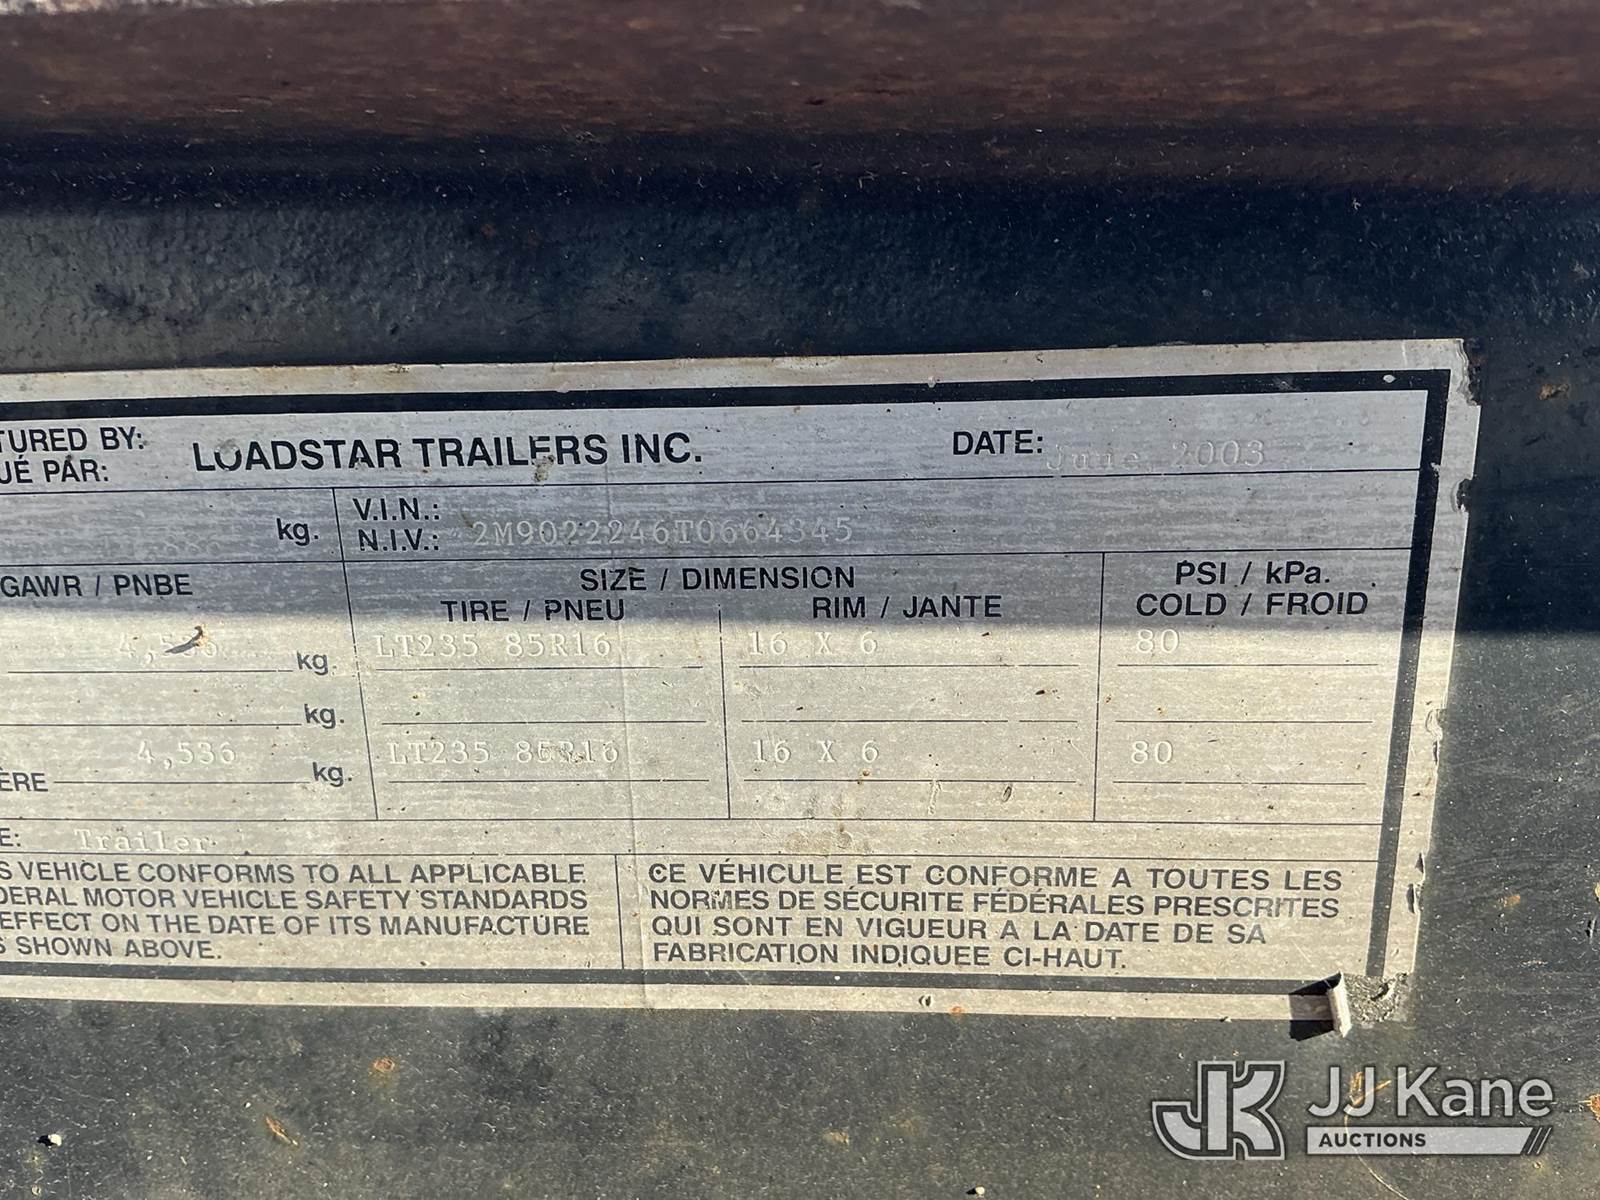 TURED BY: LOADSTAR TRAILERS INC. DATE: June 2003
UÉ PAR:
kg. V.I.N.:
N.I.V.: 2M9022246T0664345
GAWR / PNBE SIZE / DIMENSION PSI / kPa.
TIRE / PNEU RIM / JANTE COLD / FROID
4,536 kg. LT235 85R16 16 X 6 80
kg.
ÈRE 4,536 kg. LT235 85R16 16 X 6 80
E: Trailer
S VEHICLE CONFORMS TO ALL APPLICABLE
DERAL MOTOR VEHICLE SAFETY STANDARDS
EFFECT ON THE DATE OF ITS MANUFACTURE
S SHOWN ABOVE.
CE VÉHICULE EST CONFORME A TOUTES LES
NORMES DE SÉCURITE FÉDÉRALES PRESCRITES
QUI SONT EN VIGUEUR A LA DATE DE SA
FABRICATION INDIQUEE CI-HAUT.
JK JJ Kane
AUCTIONS